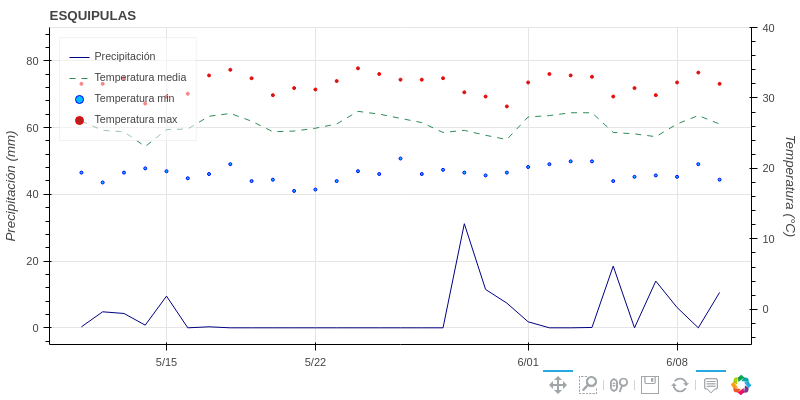 ESQUIPULAS
Precipitación
Temperatura media
Temperatura min
Temperatura max
Precipitación (mm)
80
60
40
20
0
Temperatura (°C)
40
30
20
10
0
5/15
5/22
6/01
6/08